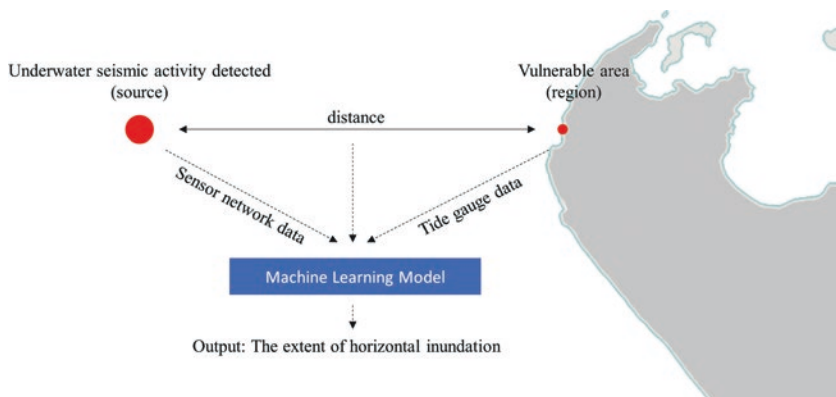 Underwater seismic activity detected
(source)
Vulnerable area
(region)
distance
Sensor network data
Tide gauge data
Machine Learning Model
Output: The extent of horizontal inundation